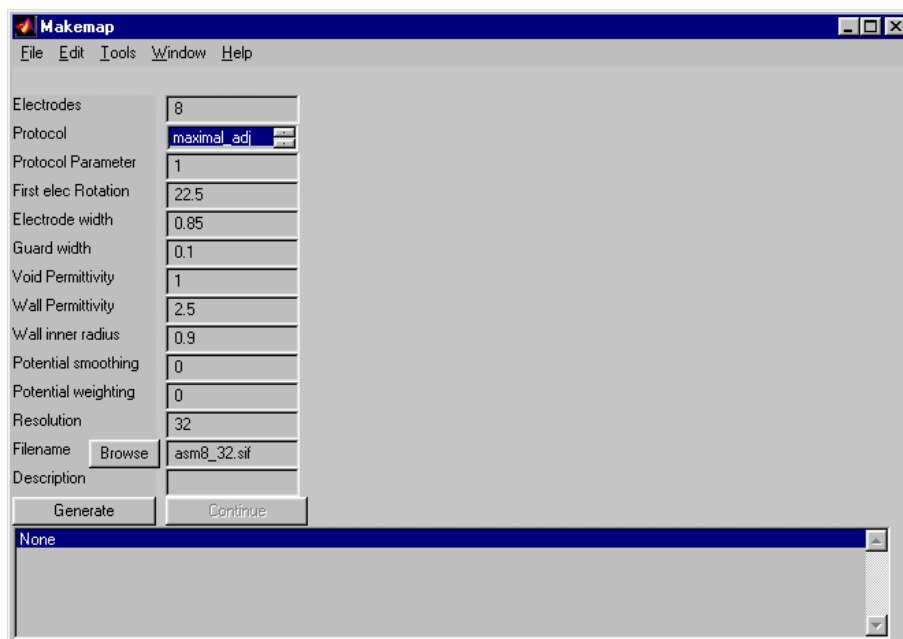 Makemap
File Edit Tools Window Help
Electrodes 8
Protocol maximal_adj
Protocol Parameter 1
First elec Rotation 22.5
Electrode width 0.85
Guard width 0.1
Void Permittivity 1
Wall Permittivity 2.5
Wall inner radius 0.9
Potential smoothing 0
Potential weighting 0
Resolution 32
Filename Browse asm8_32.sif
Description
Generate Continue
None